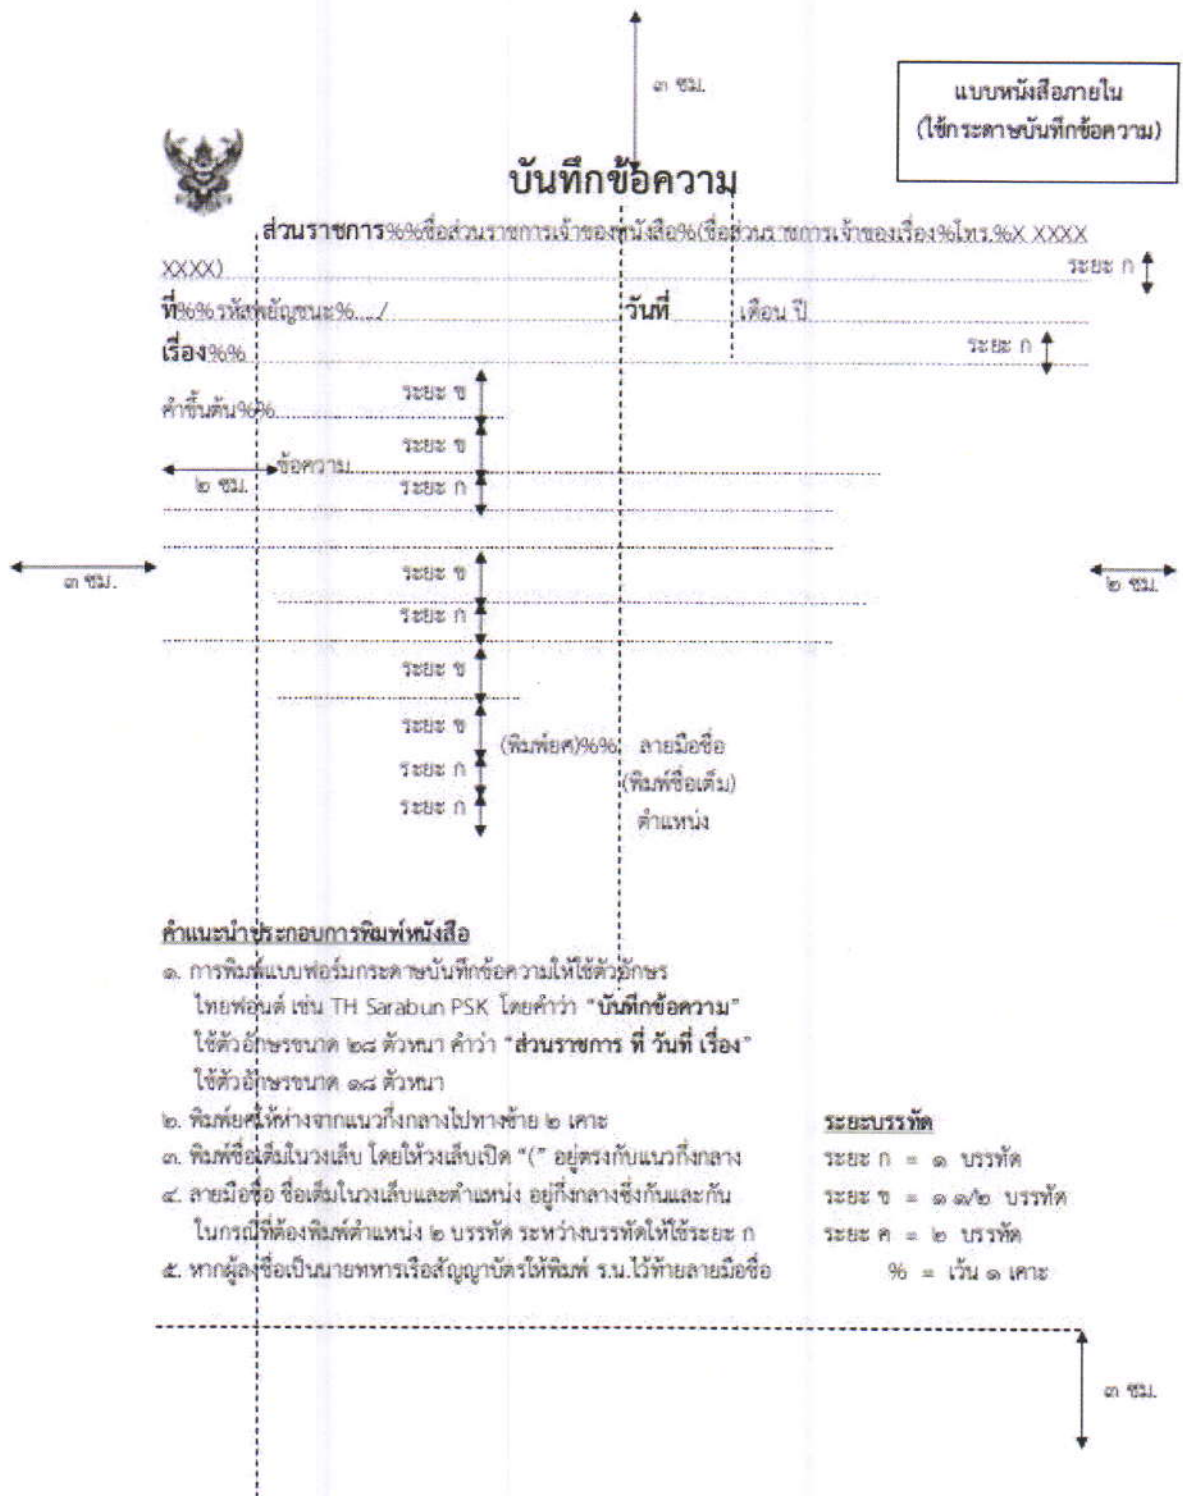 ๓ ซม.
แบบหนังสือภายใน
(ใช้กระดาษบันทึกข้อความ)
บันทึกข้อความ
ส่วนราชการ%%ชื่อส่วนราชการเจ้าของหนังสือ%(ชื่อส่วนราชการเจ้าของเรื่อง%โทร.%X XXXX
XXXX)
ระยะ ก
ที่%%รหัสพยัญชนะ%..../
วันที่
เดือน ปี
เรื่อง%%
ระยะ ก
ระยะ ข
คำขึ้นต้น%%
ระยะ ข
ข้อความ
๒ ซม.
ระยะ ก
๓ ซม.
ระยะ ข
๒ ซม.
ระยะ ก
ระยะ ข
ระยะ ข
(พิมพ์ยศ)%% ลายมือชื่อ
ระยะ ก
(พิมพ์ชื่อเต็ม)
ระยะ ก
ตำแหน่ง
คำแนะนำประกอบการพิมพ์หนังสือ
๑. การพิมพ์แบบฟอร์มกระดาษบันทึกข้อความให้ใช้ตัวอักษร
ไทยฟอนต์ เช่น TH Sarabun PSK โดยคำว่า "บันทึกข้อความ"
ใช้ตัวอักษรขนาด ๒๘ ตัวหนา คำว่า "ส่วนราชการ ที่ วันที่ เรื่อง"
ใช้ตัวอักษรขนาด ๑๘ ตัวหนา
๒. พิมพ์ยศให้ห่างจากแนวกึ่งกลางไปทางซ้าย ๒ เคาะ
ระยะบรรทัด
๓. พิมพ์ชื่อเต็มในวงเล็บ โดยให้วงเล็บเปิด "(" อยู่ตรงกับแนวกึ่งกลาง
ระยะ ก = ๑ บรรทัด
๔. ลายมือชื่อ ชื่อเต็มในวงเล็บและตำแหน่ง อยู่กึ่งกลางซึ่งกันและกัน
ระยะ ข = ๑ ๑/๒ บรรทัด
ในกรณีที่ต้องพิมพ์ตำแหน่ง ๒ บรรทัด ระหว่างบรรทัดให้ใช้ระยะ ก
ระยะ ค = ๒ บรรทัด
๕. หากผู้ลงชื่อเป็นนายทหารเรือสัญญาบัตรให้พิมพ์ ร.น.ไว้ท้ายลายมือชื่อ
% = เว้น ๑ เคาะ
๓ ซม.